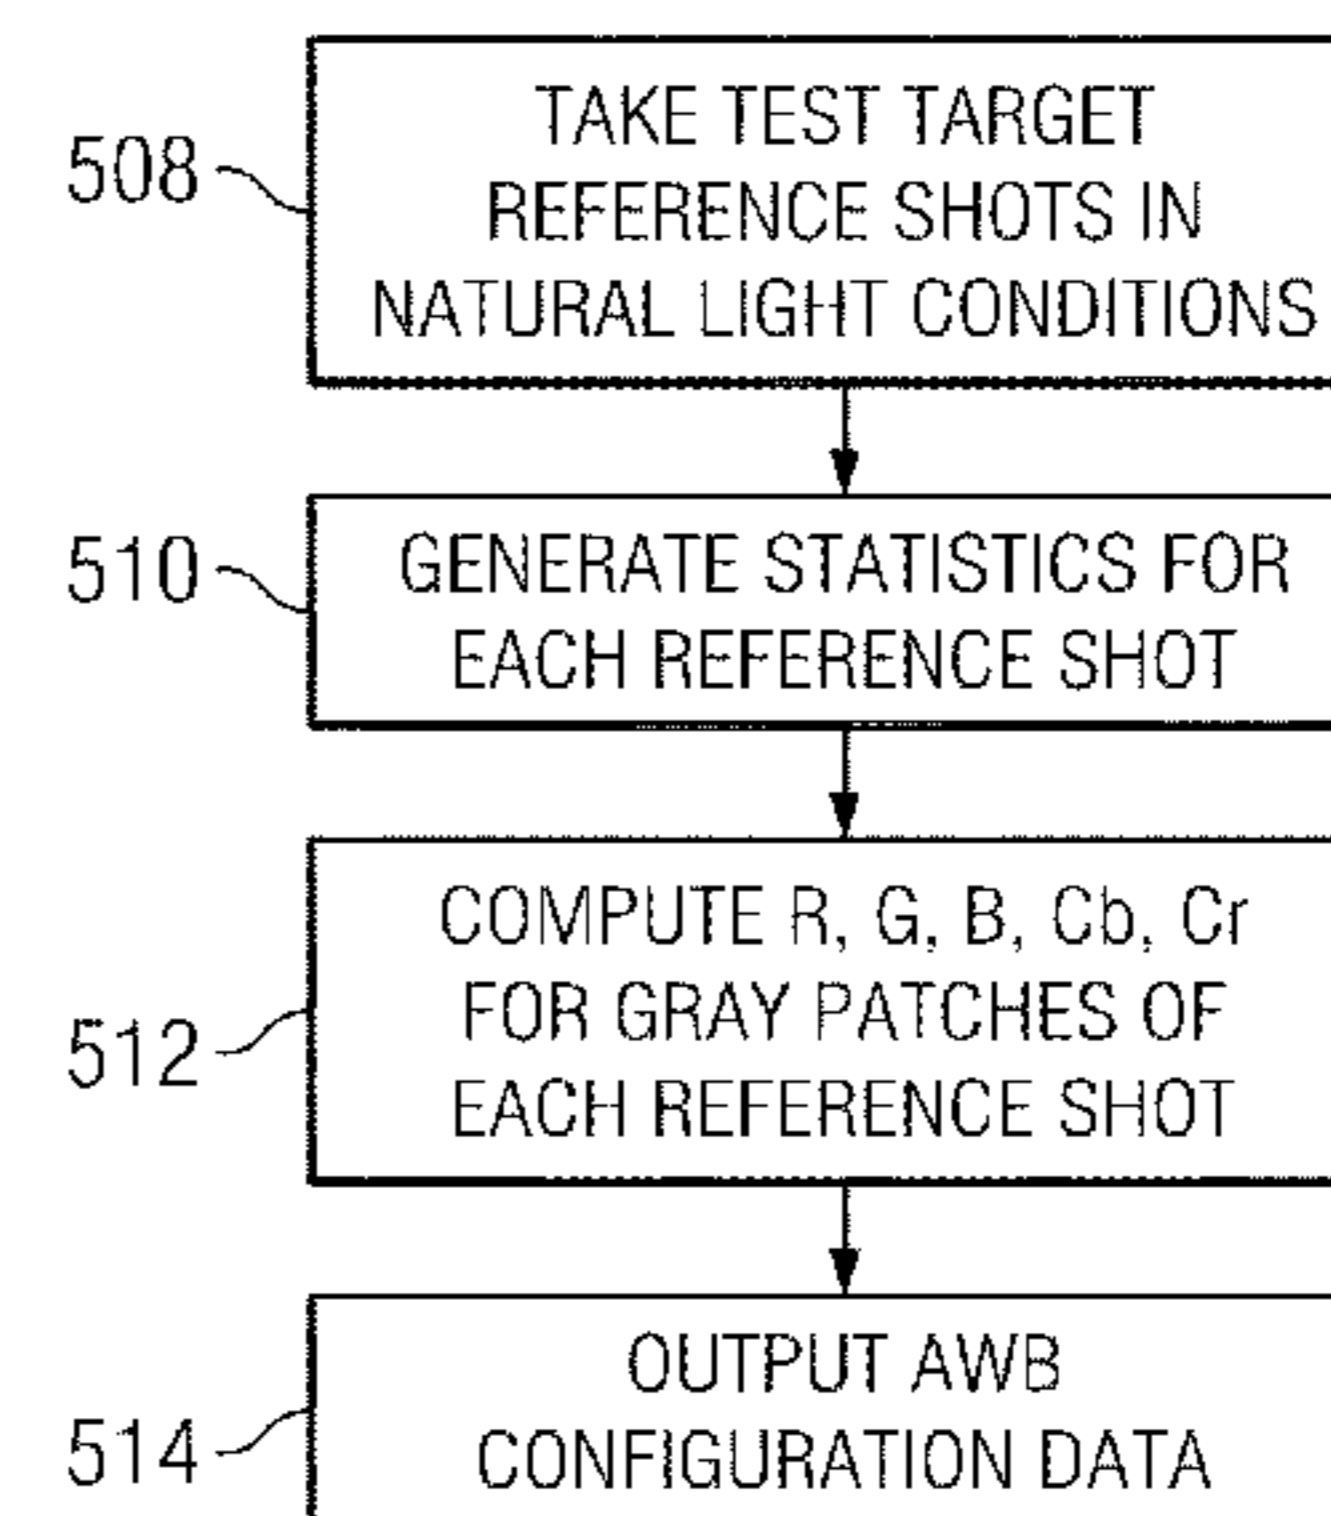 508
TAKE TEST TARGET
REFERENCE SHOTS IN
NATURAL LIGHT CONDITIONS
510
GENERATE STATISTICS FOR
EACH REFERENCE SHOT
512
COMPUTE R, G, B, Cb, Cr
FOR GRAY PATCHES OF
EACH REFERENCE SHOT
514
OUTPUT AWB
CONFIGURATION DATA